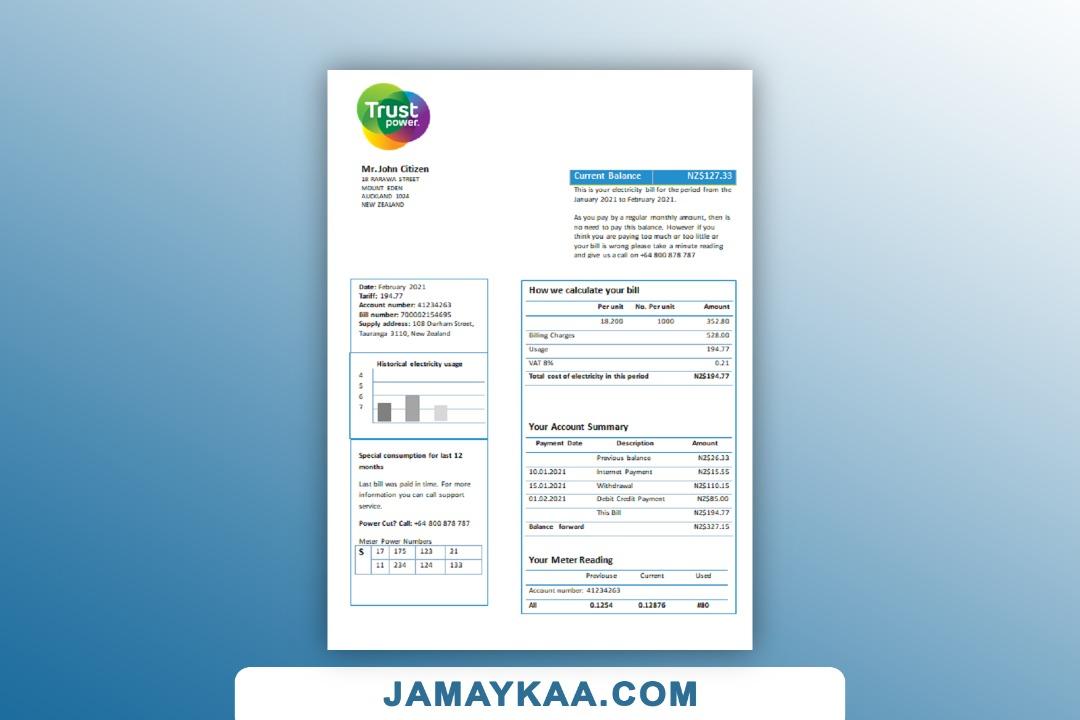 Trust
power.
Mr. John Citizen
18 RARAWA STREET
MOUNT EDEN
AUCKLAND 1024
NEW ZEALAND
Current Balance NZ$127.33
This is your electricity bill for the period from the
January 2021 to February 2021.
As you pay by a regular monthly amount, then is
no need to pay this balance. However if you
think you are paying too much or too little or
your bill is wrong please take a minute reading
and give us a call on +64 800 878 787
Date: February 2021
Tariff: 194.77
Account number: 41234263
Bill number: 700002154695
Supply address: 108 Durham Street,
Tauranga 3110, New Zealand
Historical electricity usage
4
5
6
7
Special consumption for last 12
months
Last bill was paid in time. For more
information you can call support
service.
Power Cut? Call: +64 800 878 787
Meter Power Numbers
S 17 175 123 21
11 234 124 133
How we calculate your bill
Per unit No. Per unit Amount
18.200 1000 352.80
Billing Charges 528.00
Usage 194.77
VAT 8% 0.21
Total cost of electricity in this period NZ$194.77
Your Account Summary
Payment Date Description Amount
Previous balance NZ$26.33
10.01.2021 Internet Payment NZ$15.55
15.01.2021 Withdrawal NZ$110.15
01.02.2021 Debit Credit Payment NZ$85.00
This Bill NZ$194.77
Balance forward NZ$327.15
Your Meter Reading
Previouse Current Used
Account number: 41234263
All 0.1254 0.12876 #80
JAMAYKAA.COM